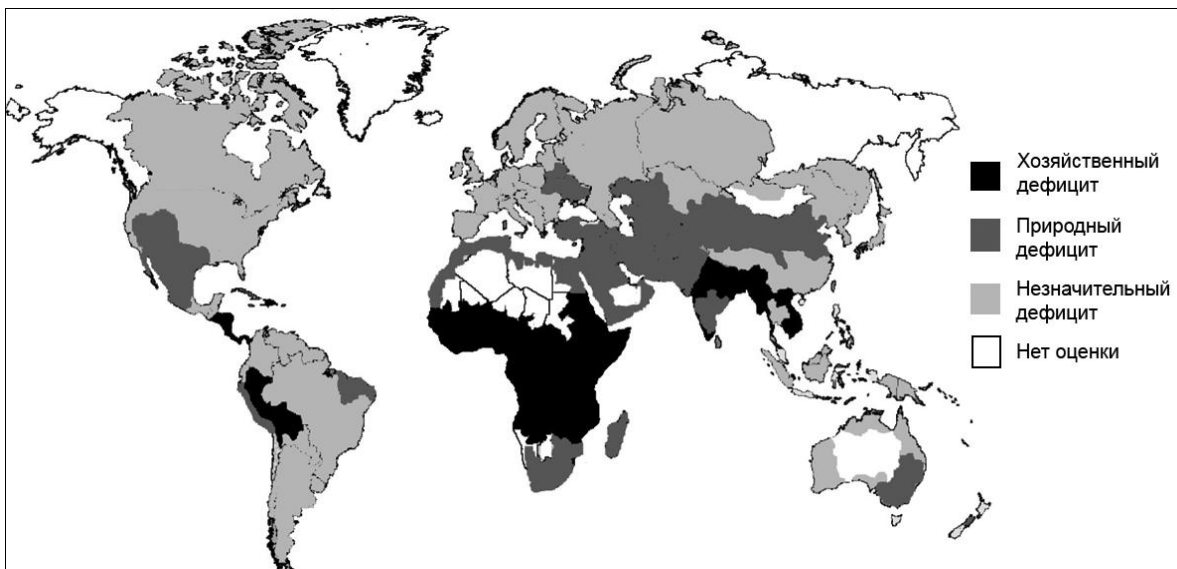 Хозяйственный
дефицит
Природный
дефицит
Незначительный
дефицит
Нет оценки